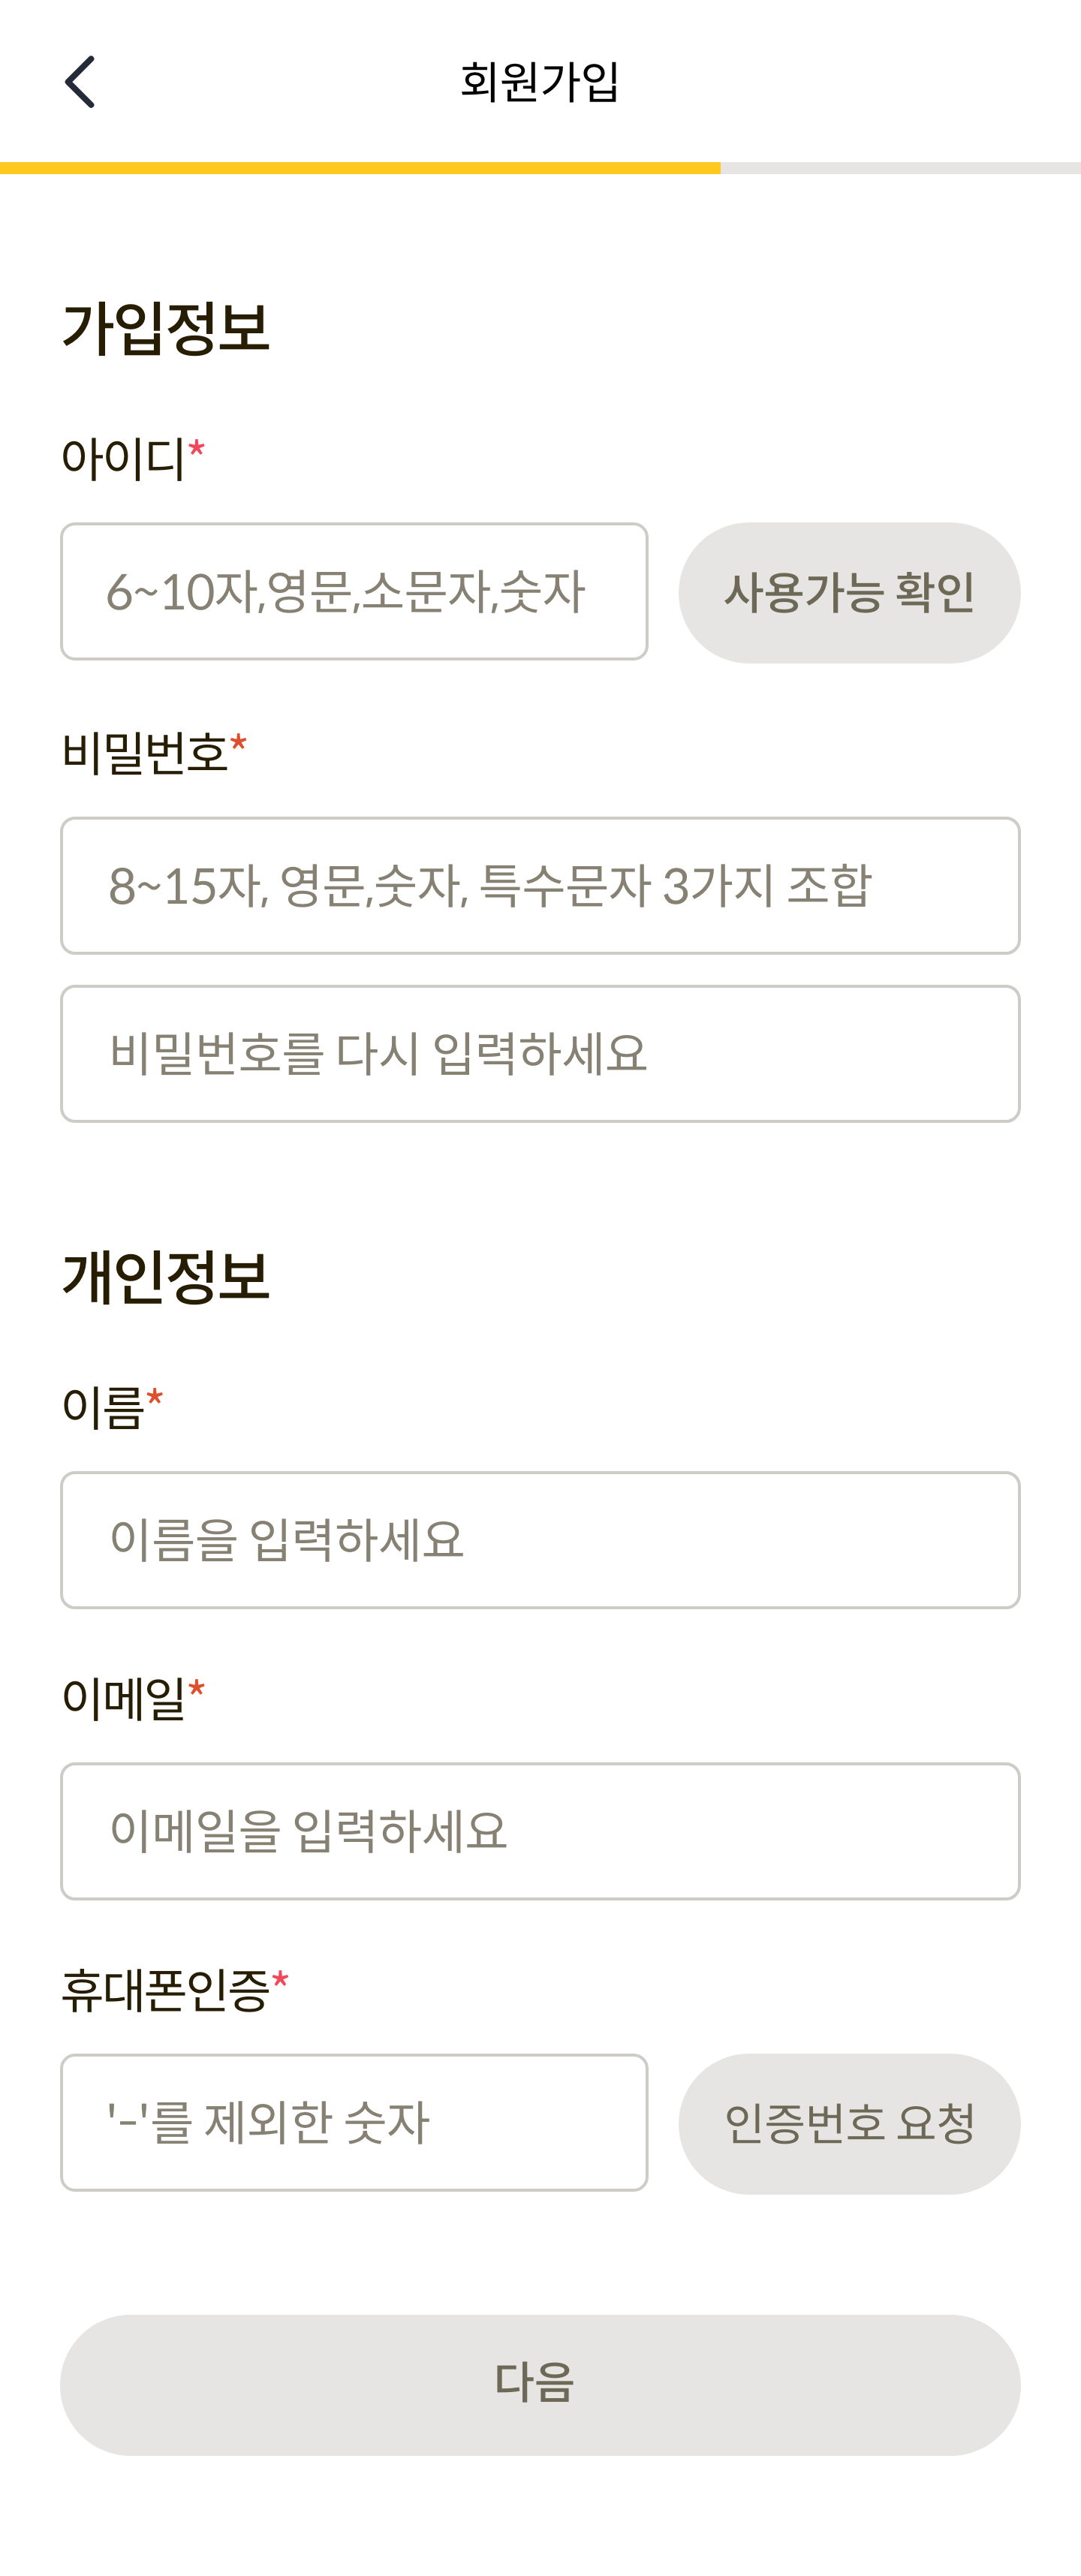 회원가입
가입정보
아이디*
6~10자,영문,소문자,숫자
사용가능 확인
비밀번호*
8~15자, 영문,숫자, 특수문자 3가지 조합
비밀번호를 다시 입력하세요
개인정보
이름*
이름을 입력하세요
이메일*
이메일을 입력하세요
휴대폰인증*
'-'를 제외한 숫자
인증번호 요청
다음